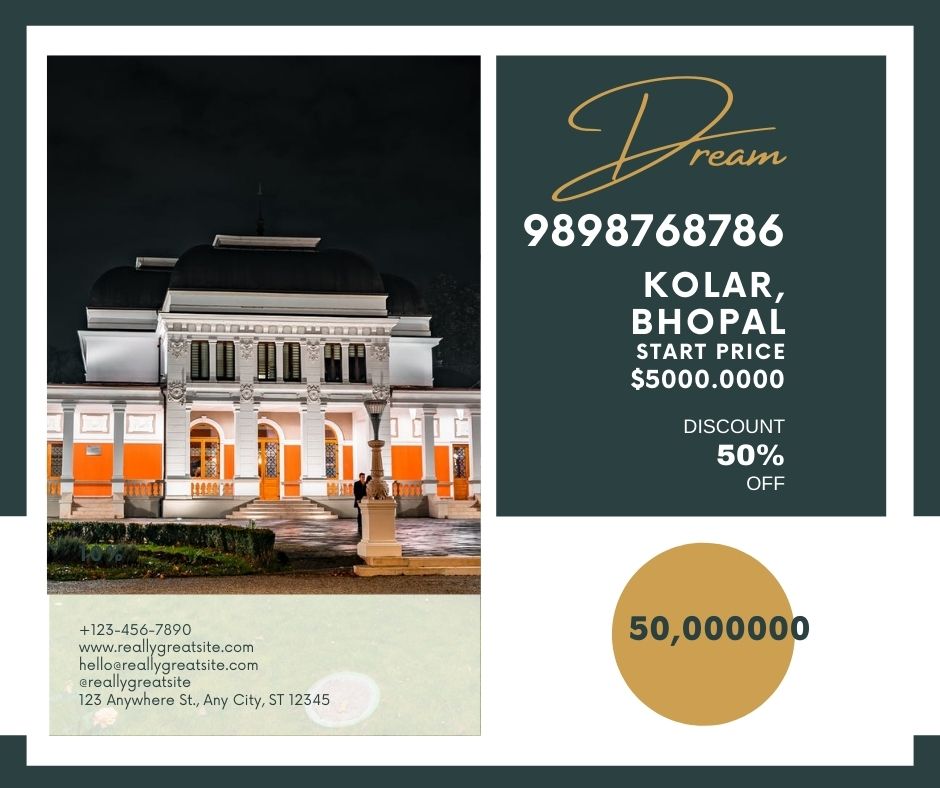 Dream
9898768786
KOLAR,
BHOPAL
START PRICE
$5000.0000
DISCOUNT
50%
OFF
10%
+123-456-7890
www.reallygreatsite.com
hello@reallygreatsite.com
@reallygreatsite
123 Anywhere St., Any City, ST 12345
50,000000